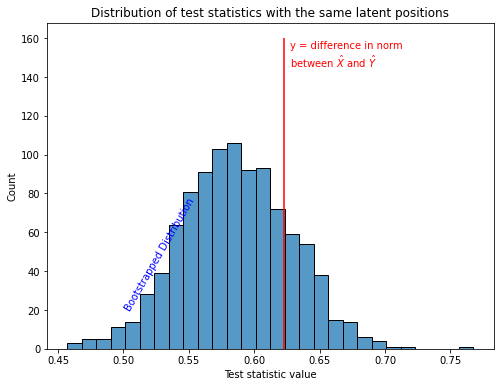 Distribution of test statistics with the same latent positions
160
140
120
100
80
60
40
20
0
Count
y = difference in norm
between X̂ and Ŷ
Bootstrapped Distribution
0.45 0.50 0.55 0.60 0.65 0.70 0.75
Test statistic value